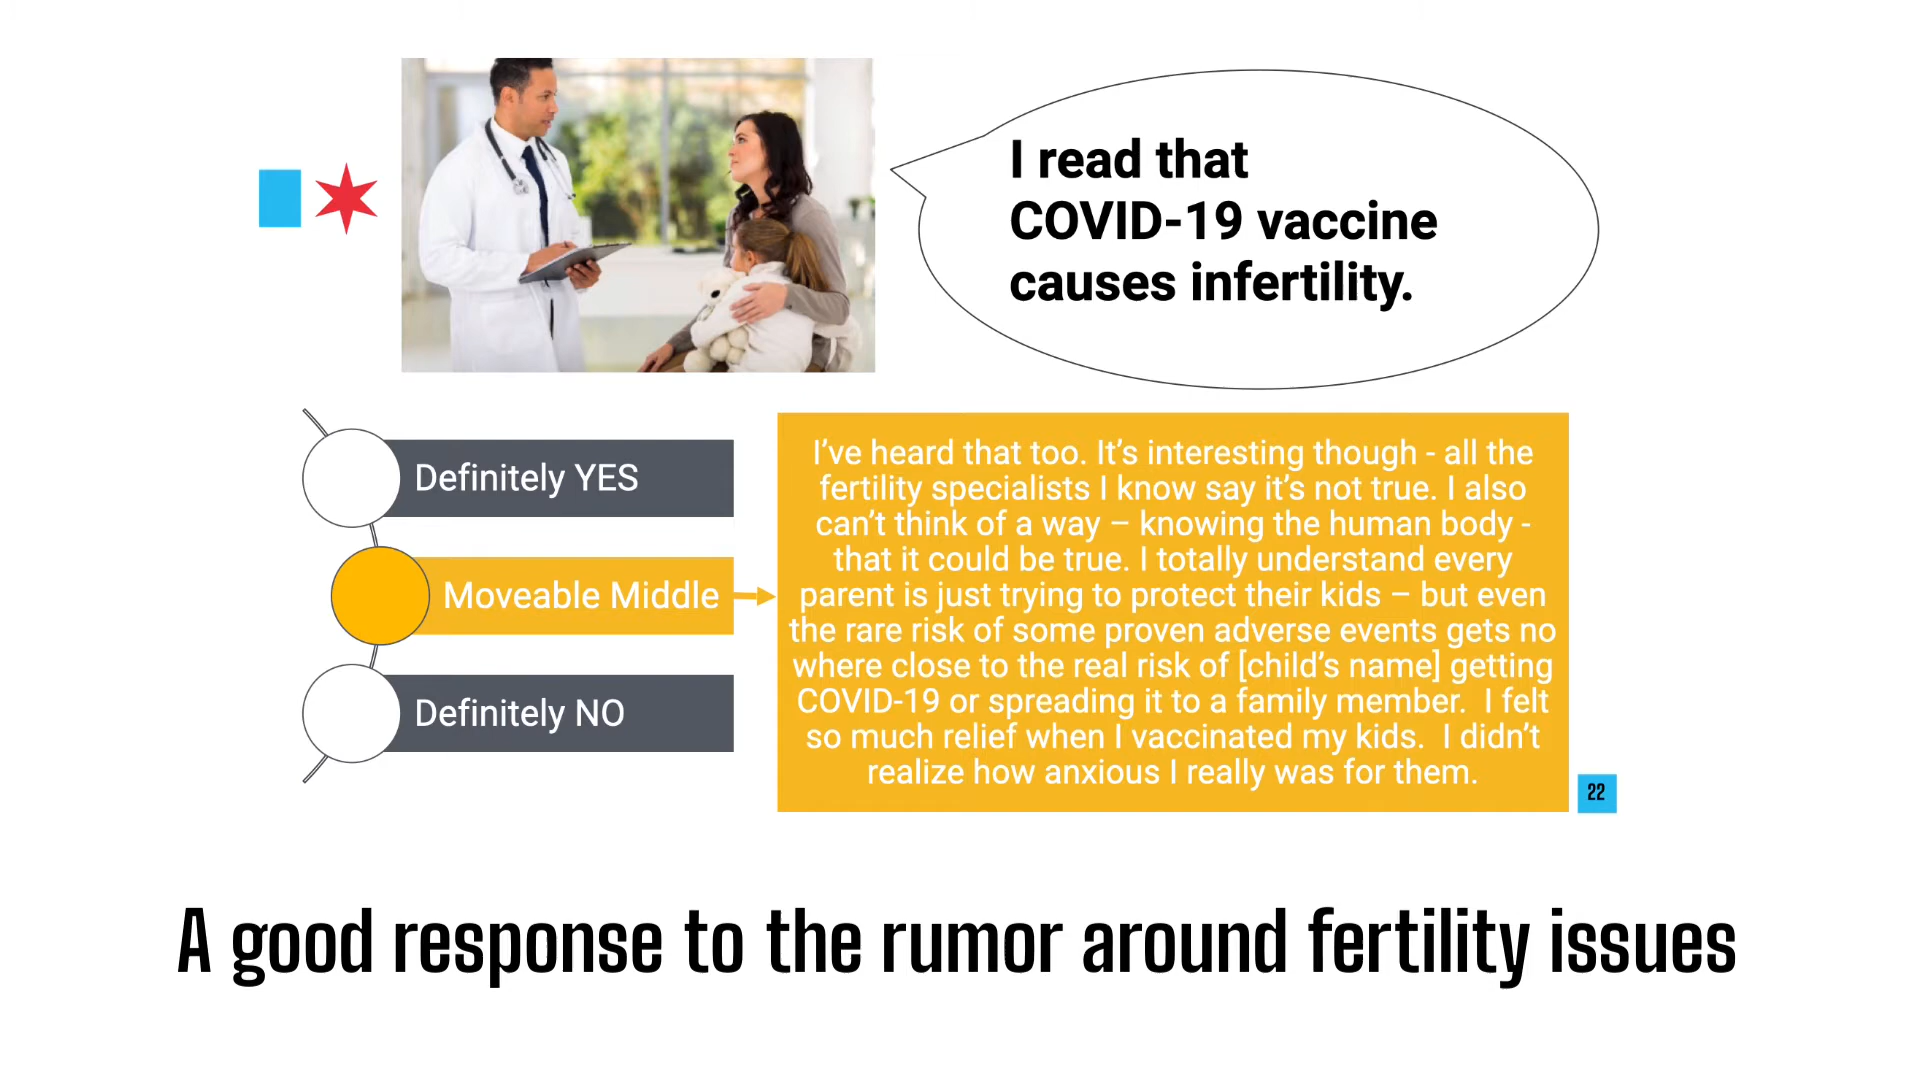 I read that
COVID-19 vaccine
causes infertility.
Definitely YES
Moveable Middle
Definitely NO
I’ve heard that too. It’s interesting though - all the
fertility specialists I know say it’s not true. I also
can’t think of a way – knowing the human body -
that it could be true. I totally understand every
parent is just trying to protect their kids – but even
the rare risk of some proven adverse events gets no
where close to the real risk of [child’s name] getting
COVID-19 or spreading it to a family member.  I felt
so much relief when I vaccinated my kids.  I didn’t
realize how anxious I really was for them.
22
A good response to the rumor around fertility issues